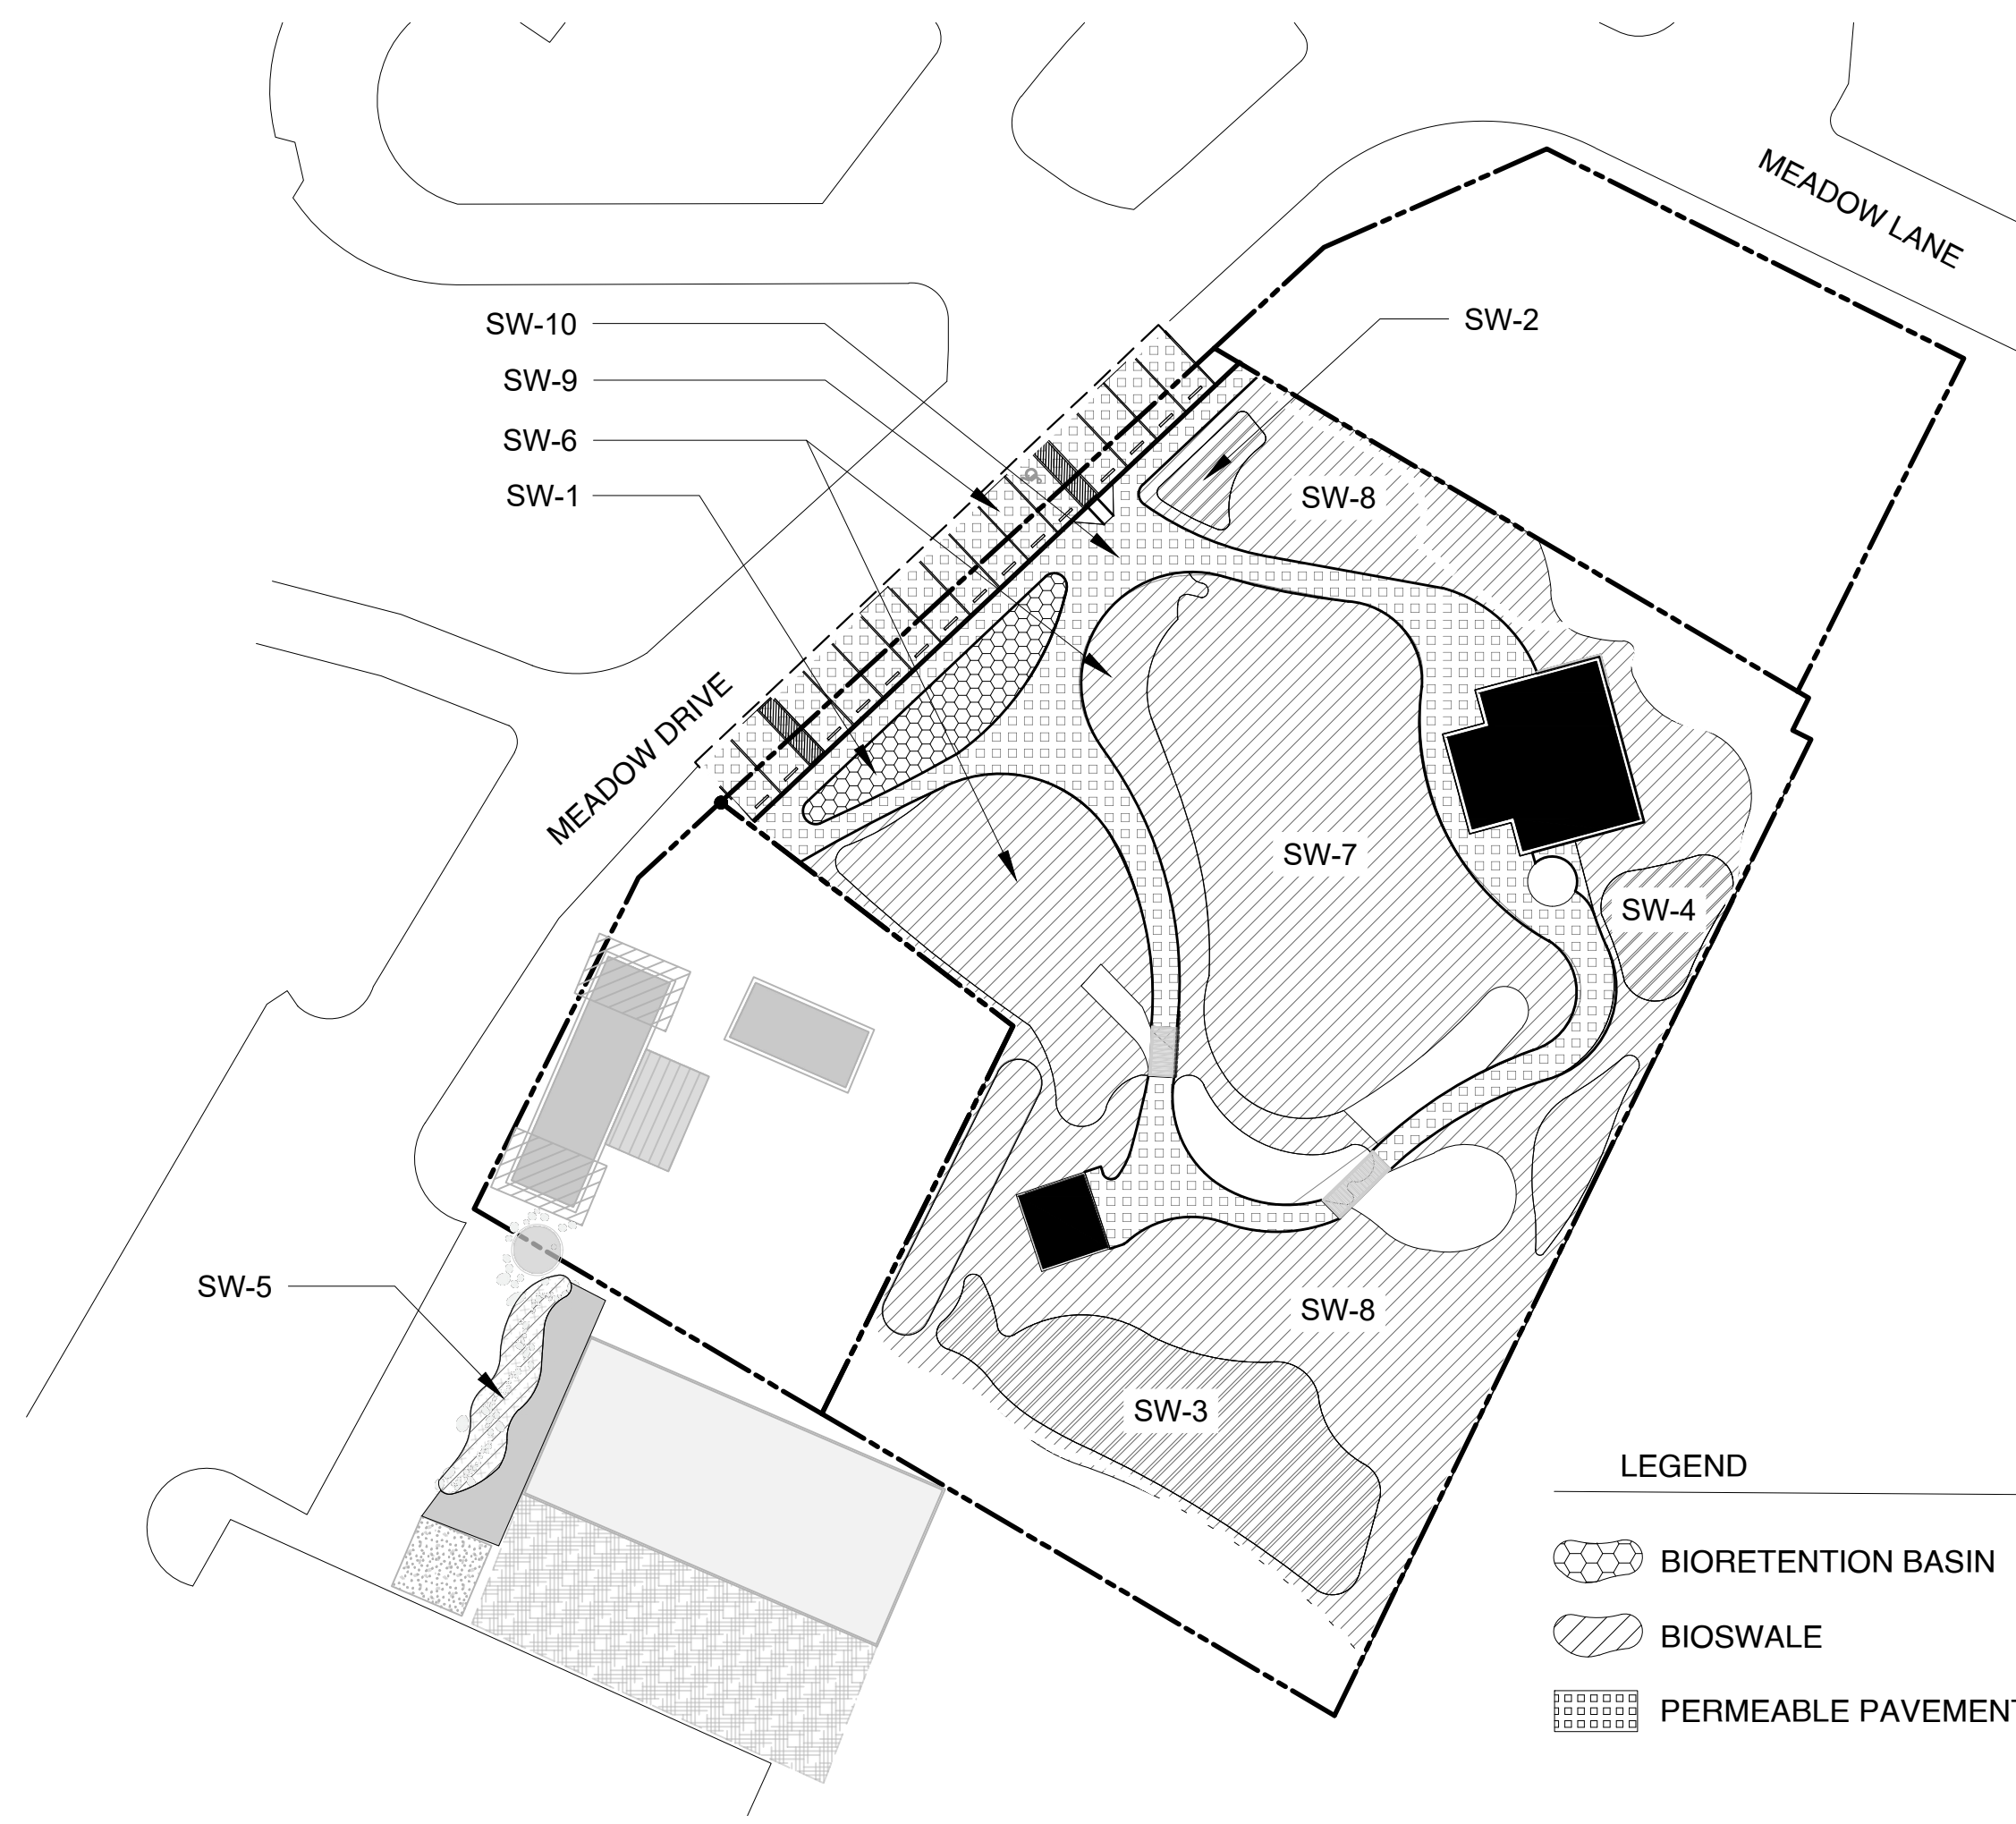 MEADOW LANE
SW-10
SW-2
SW-9
SW-6
SW-1
SW-8
MEADOW DRIVE
SW-7
SW-4
SW-5
SW-8
SW-3
LEGEND
BIORETENTION BASIN
BIOSWALE
PERMEABLE PAVEMENT